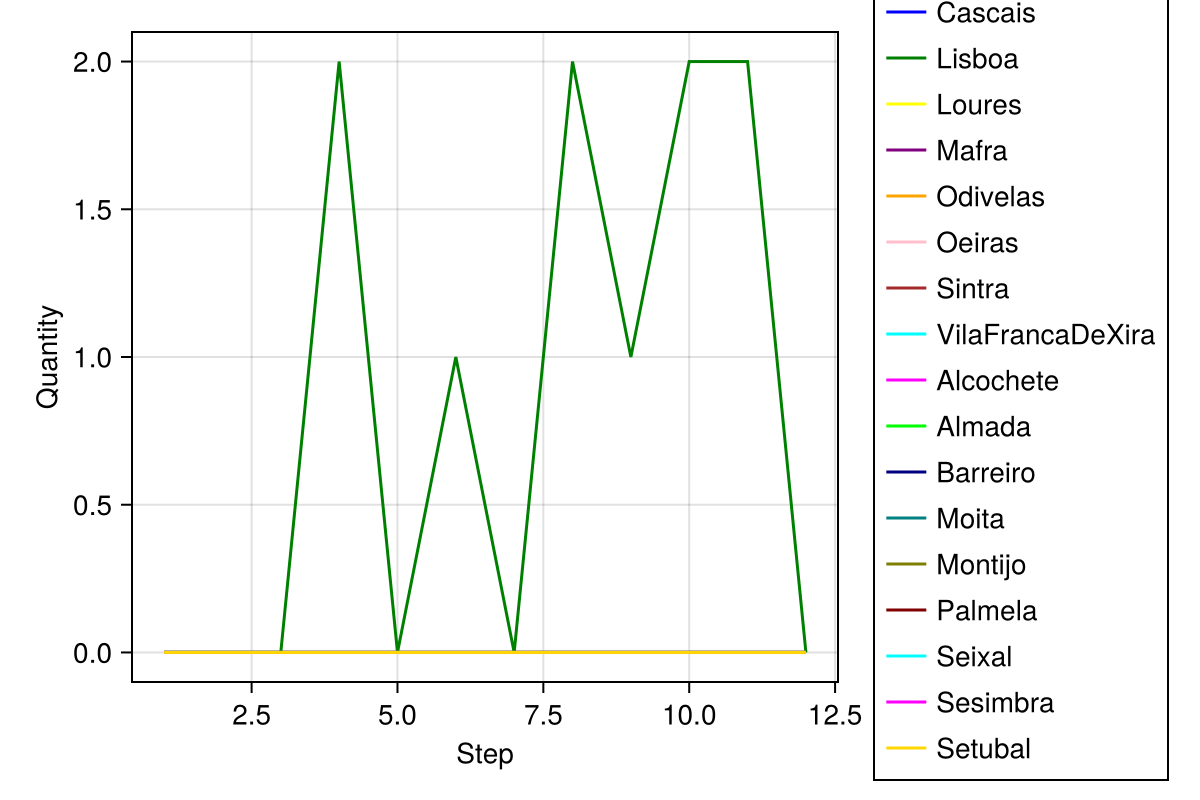 2.0
1.5
1.0
0.5
0.0
Quantity
2.5
5.0
7.5
10.0
12.5
Step
Cascais
Lisboa
Loures
Mafra
Odivelas
Oeiras
Sintra
VilaFrancaDeXira
Alcochete
Almada
Barreiro
Moita
Montijo
Palmela
Seixal
Sesimbra
Setubal